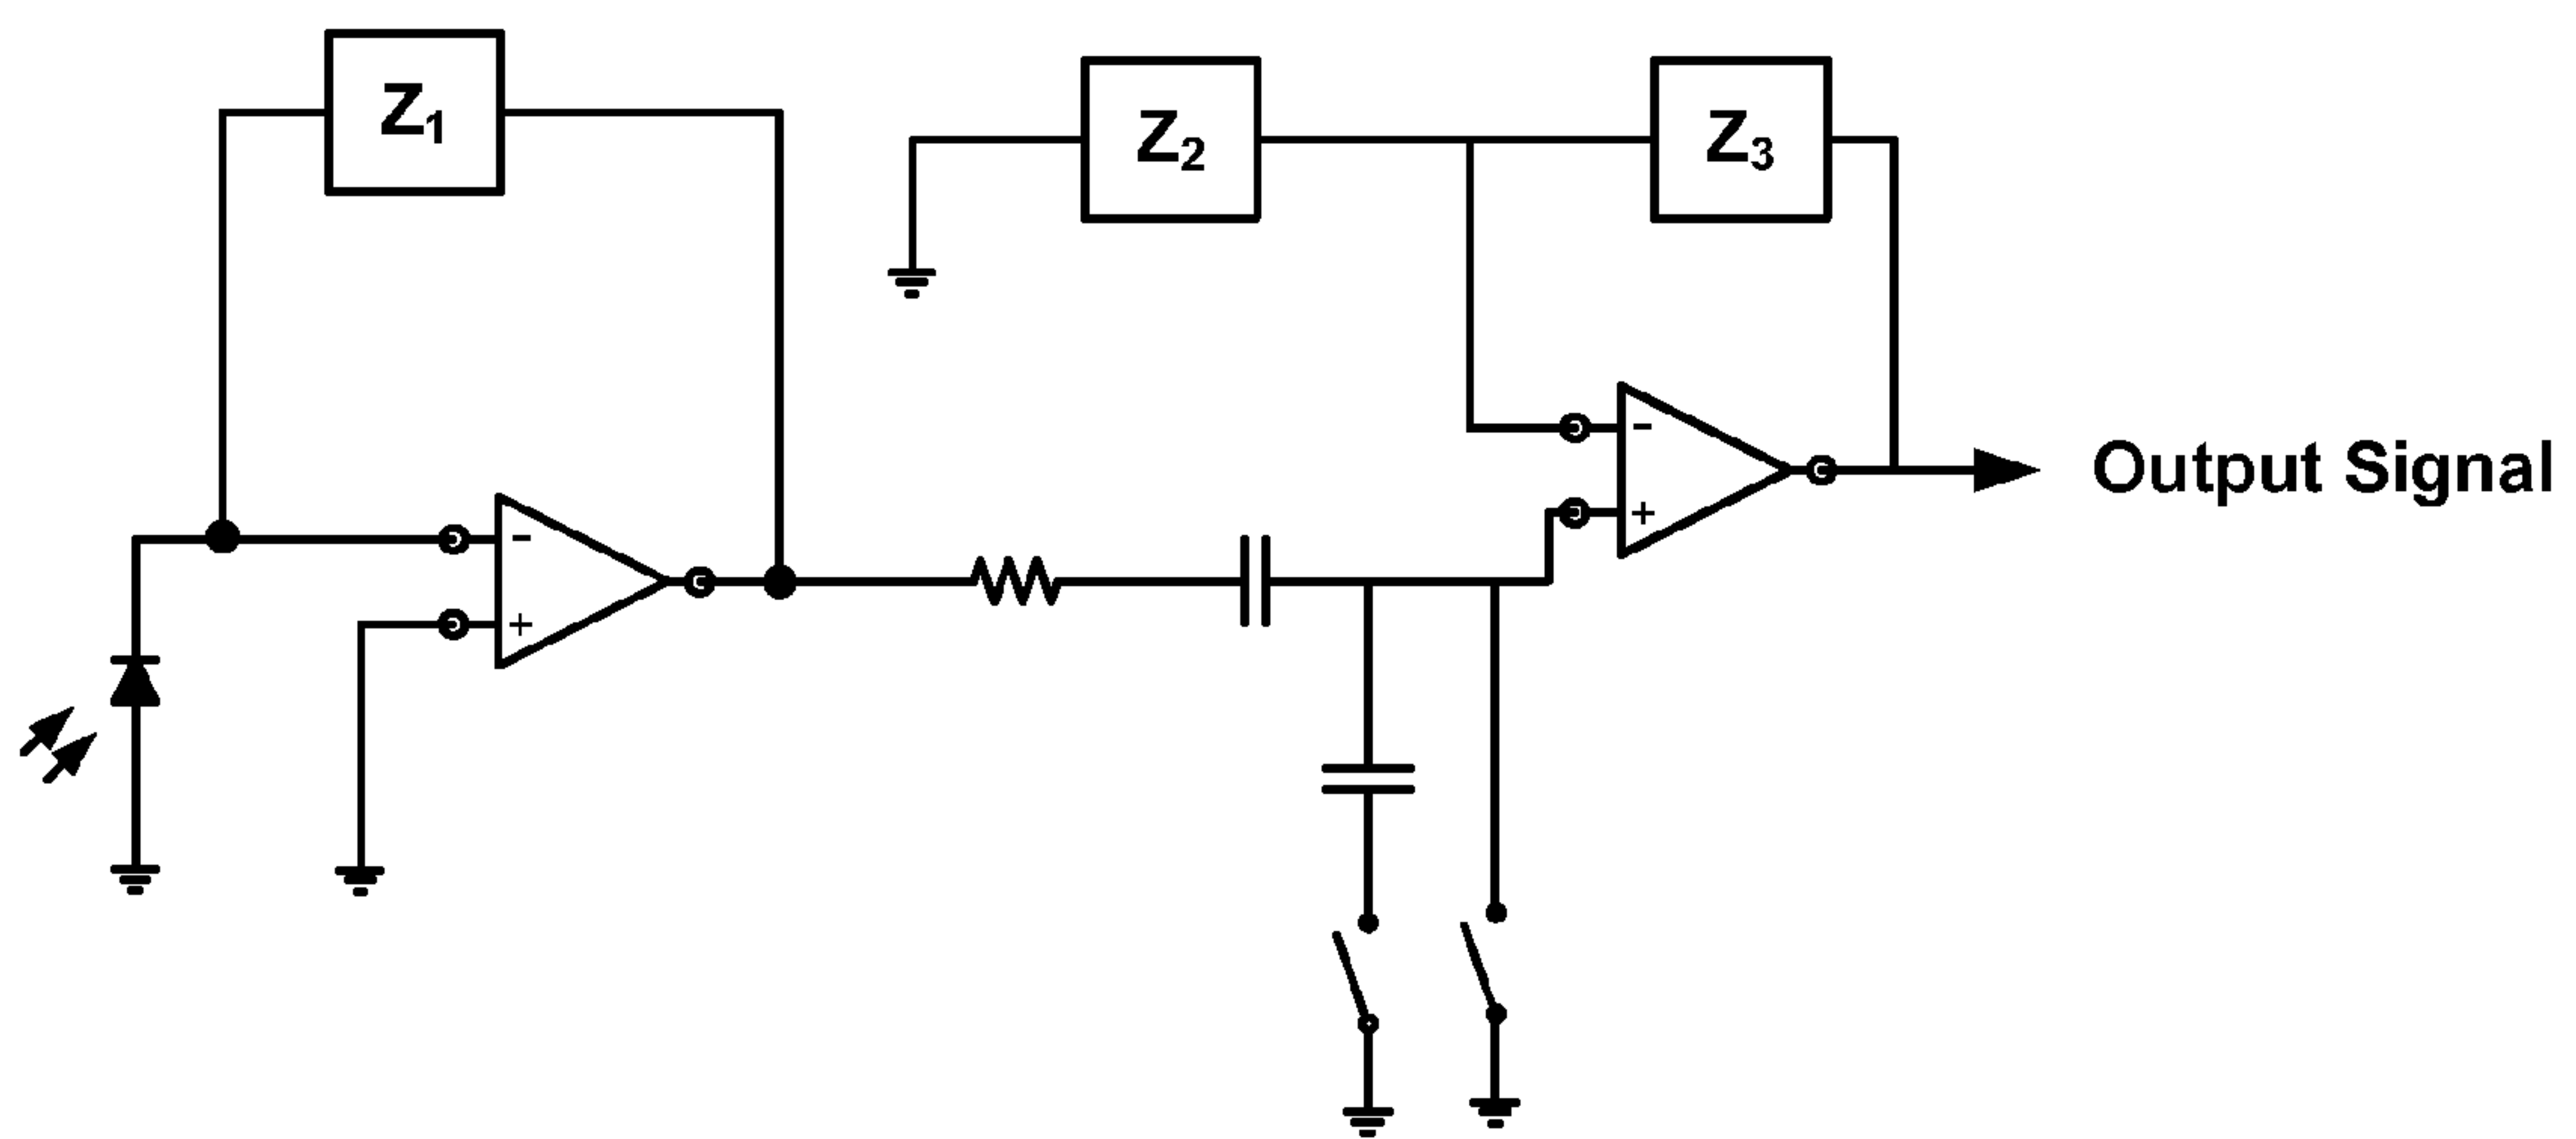 Z₁
Z₂
Z₃
-
+
-
+
Output Signal